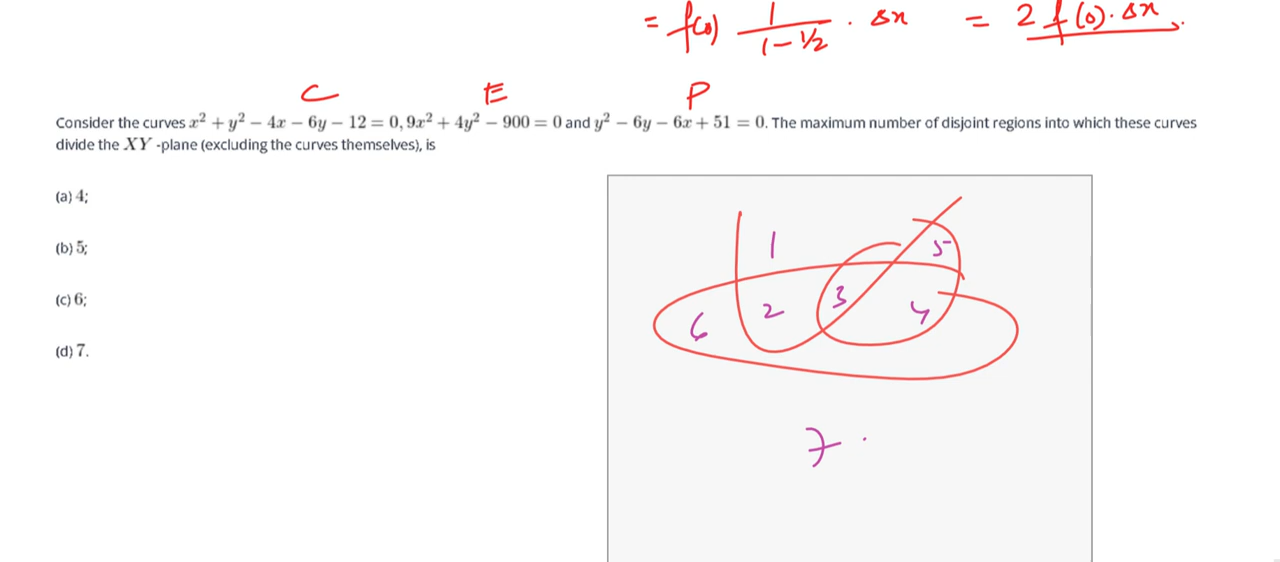 = f(0) 1/(1 - 1/2) . Δx = 2 f(0) . Δx.
C E P
Consider the curves x² + y² − 4x − 6y − 12 = 0, 9x² + 4y² − 900 = 0 and y² − 6y − 6x + 51 = 0. The maximum number of disjoint regions into which these curves
divide the XY -plane (excluding the curves themselves), is
(a) 4;
(b) 5;
(c) 6;
(d) 7.
1
5
3
2
4
6
7 .